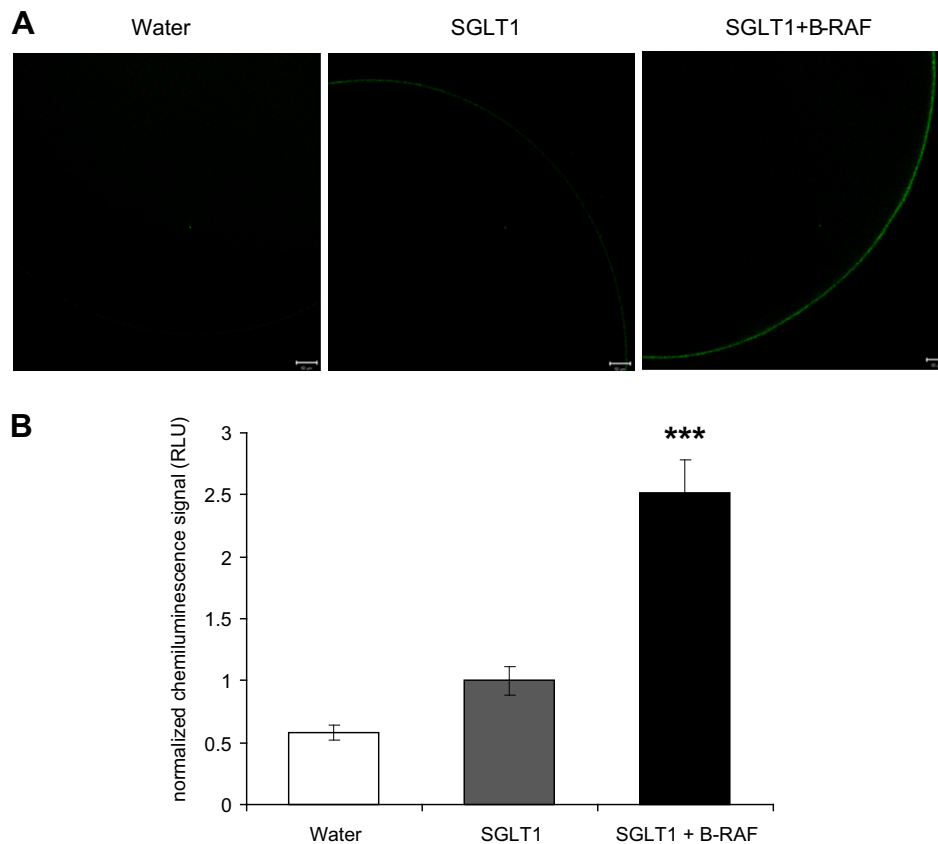 A
Water
SGLT1
SGLT1+B-RAF
B
normalized chemiluminescence signal (RLU)
3
2.5
2
1.5
1
0.5
0
***
Water
SGLT1
SGLT1 + B-RAF